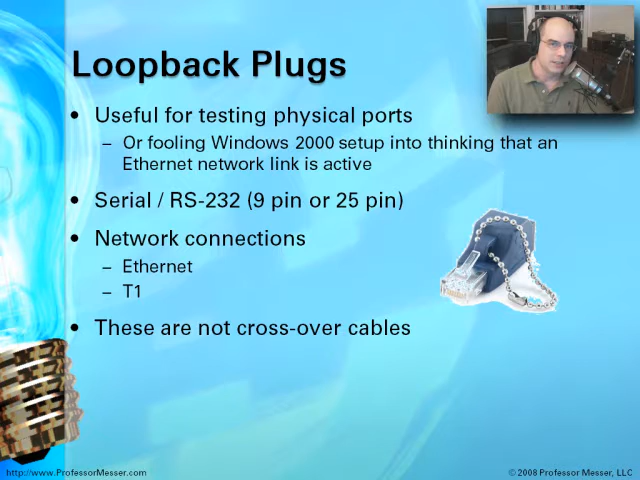 Loopback Plugs
• Useful for testing physical ports
– Or fooling Windows 2000 setup into thinking that an
Ethernet network link is active
• Serial / RS-232 (9 pin or 25 pin)
• Network connections
– Ethernet
– T1
• These are not cross-over cables
http://www.ProfessorMesser.com
© 2008 Professor Messer, LLC